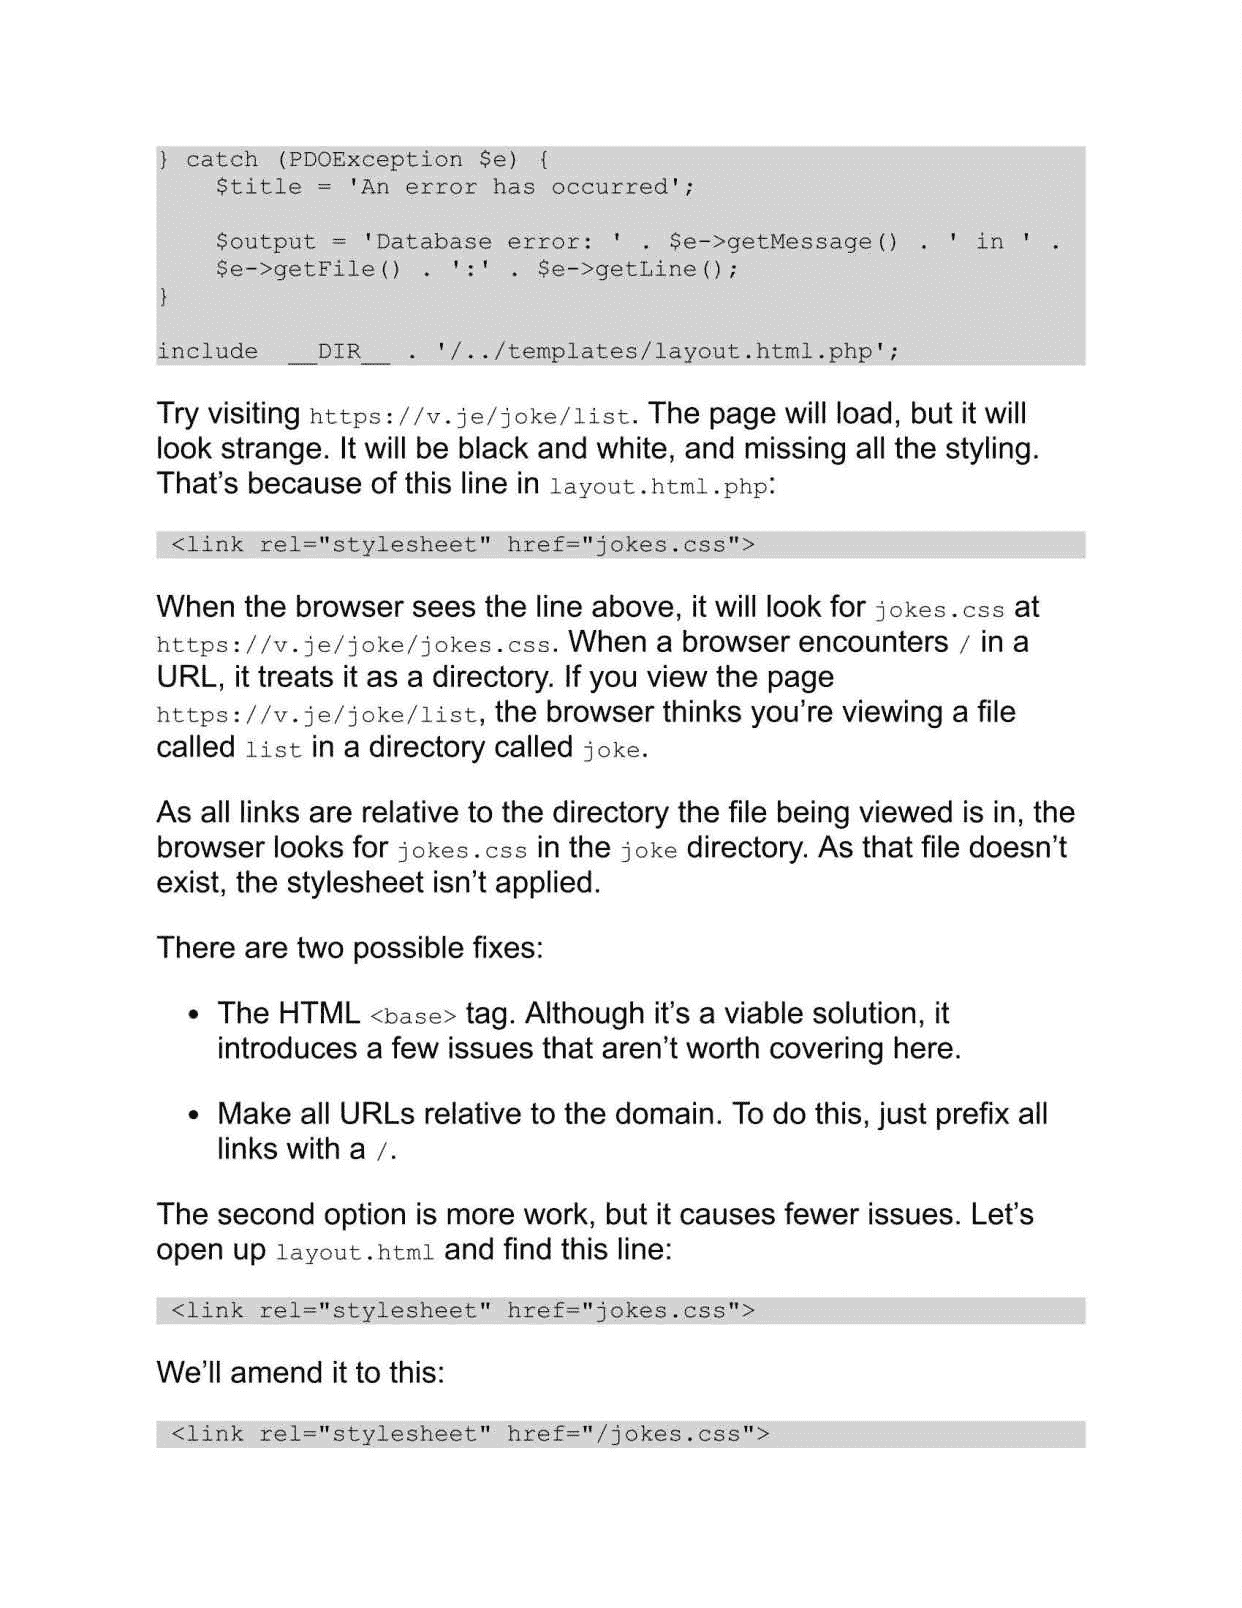 } catch (PDOException $e) {
    $title = 'An error has occurred';
    $output = 'Database error: ' . $e->getMessage() . ' in ' .
    $e->getFile() . ':' . $e->getLine();
}
include  __DIR__ . '/../templates/layout.html.php';
Try visiting https://v.je/joke/list. The page will load, but it will
look strange. It will be black and white, and missing all the styling.
That’s because of this line in layout.html.php:
<link rel="stylesheet" href="jokes.css">
When the browser sees the line above, it will look for jokes.css at
https://v.je/joke/jokes.css. When a browser encounters / in a
URL, it treats it as a directory. If you view the page
https://v.je/joke/list, the browser thinks you’re viewing a file
called list in a directory called joke.
As all links are relative to the directory the file being viewed is in, the
browser looks for jokes.css in the joke directory. As that file doesn’t
exist, the stylesheet isn’t applied.
There are two possible fixes:
• The HTML <base> tag. Although it’s a viable solution, it
introduces a few issues that aren’t worth covering here.
• Make all URLs relative to the domain. To do this, just prefix all
links with a /.
The second option is more work, but it causes fewer issues. Let’s
open up layout.html and find this line:
<link rel="stylesheet" href="jokes.css">
We’ll amend it to this:
<link rel="stylesheet" href="/jokes.css">